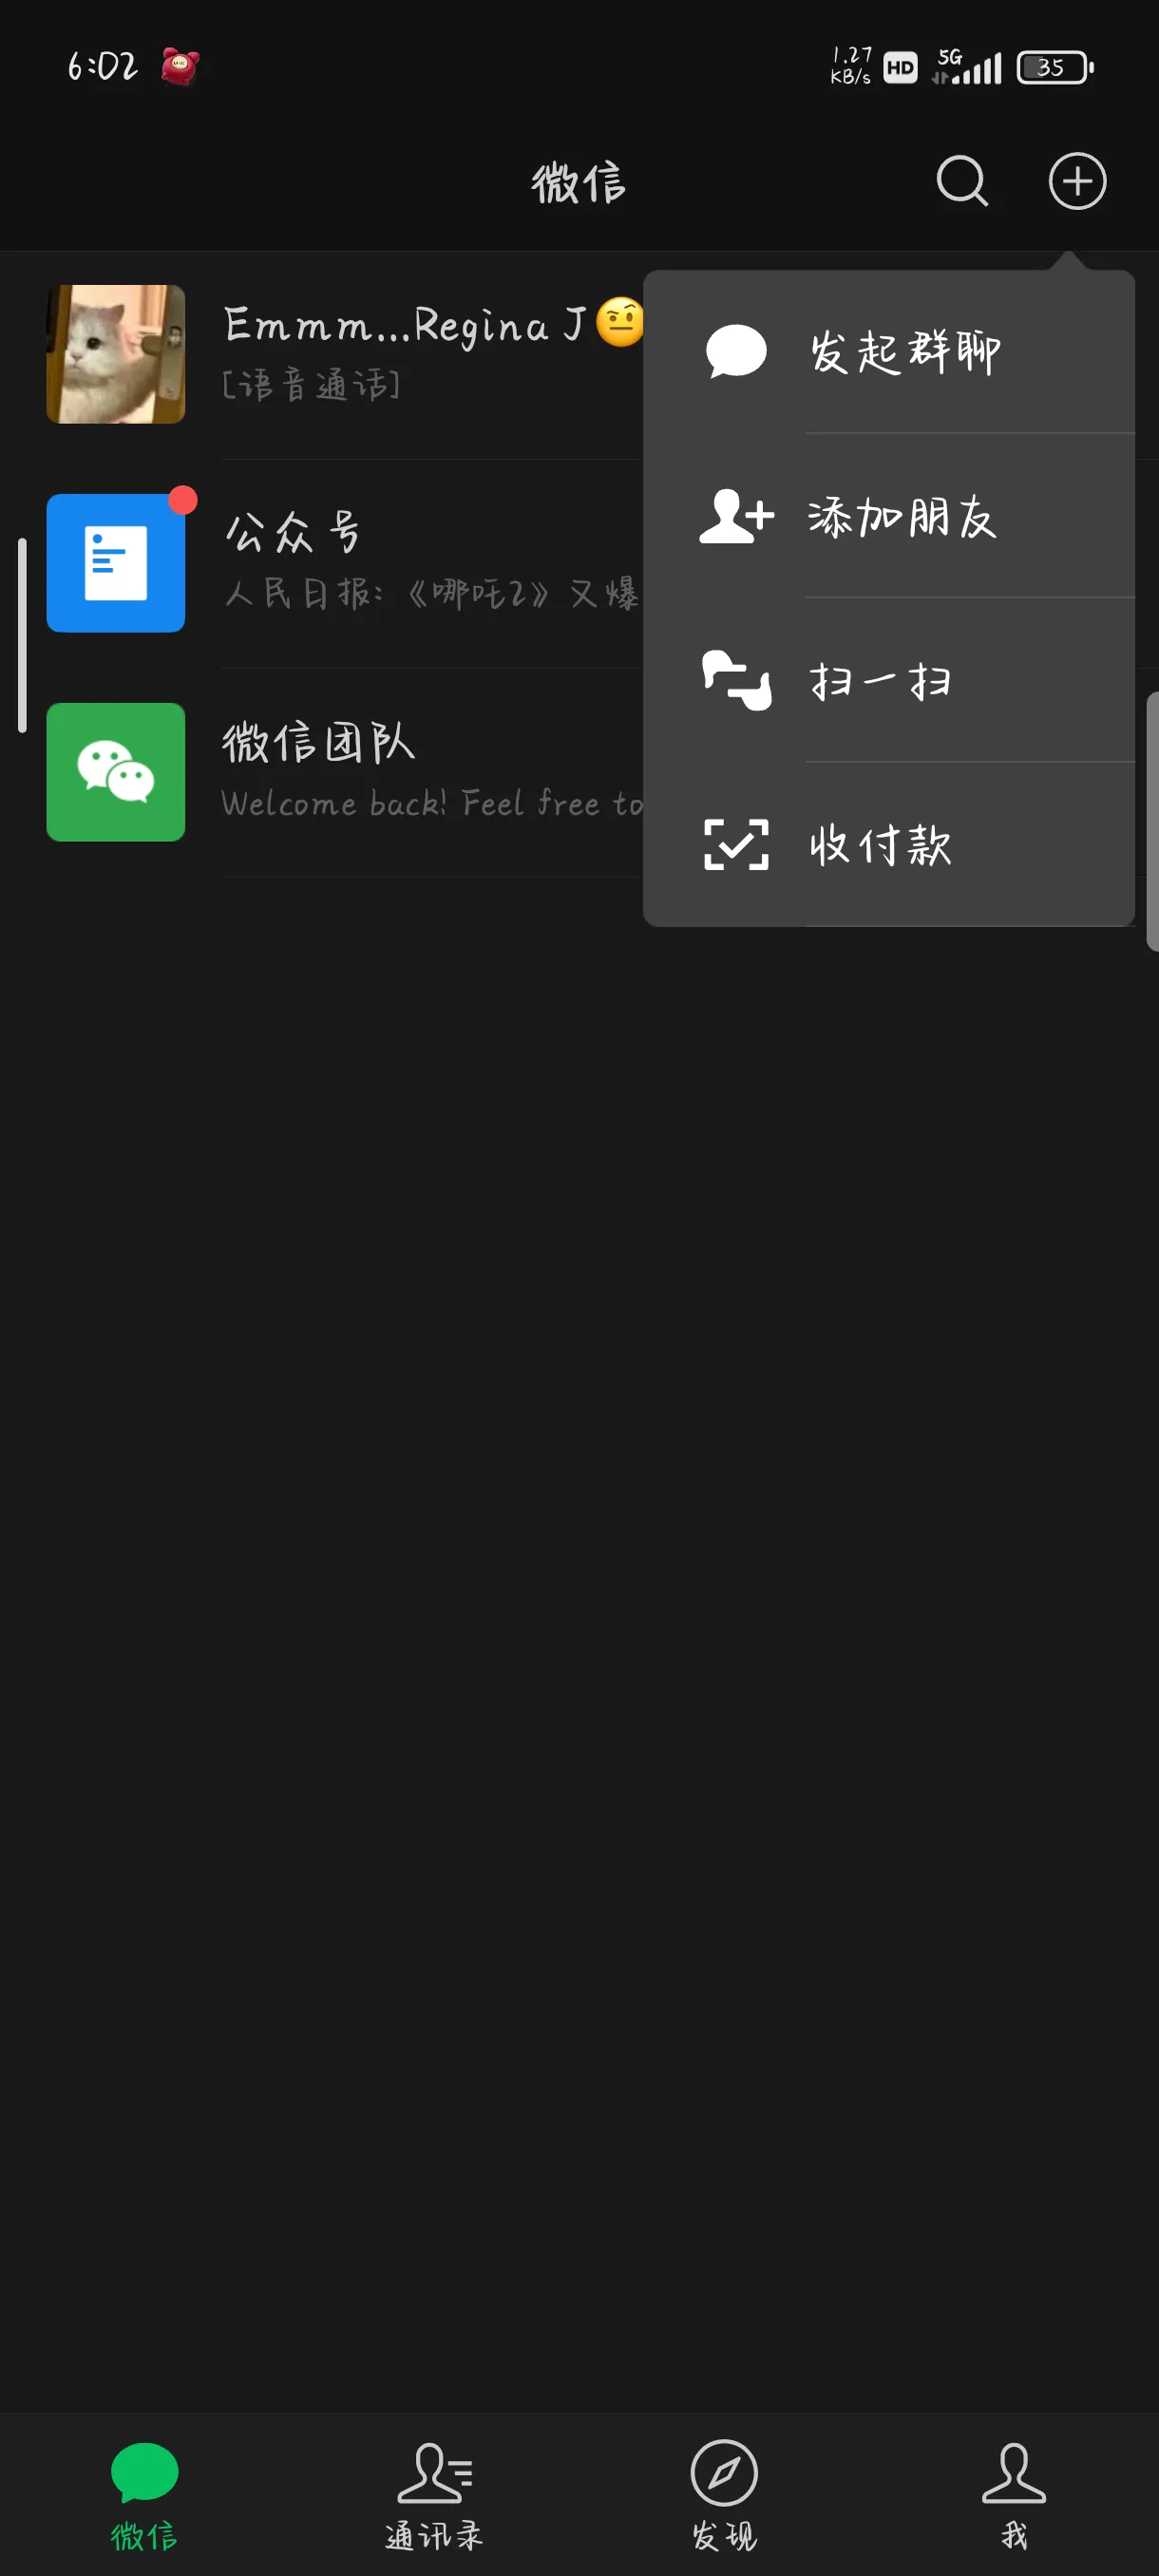 6:02
1.27
KB/s
HD
5G
35
微信
Emmm...Regina J🤨
[语音通话]
公众号
人民日报:《哪吒2》又爆
微信团队
Welcome back! Feel free to
发起群聊
添加朋友
扫一扫
收付款
微信
通讯录
发现
我